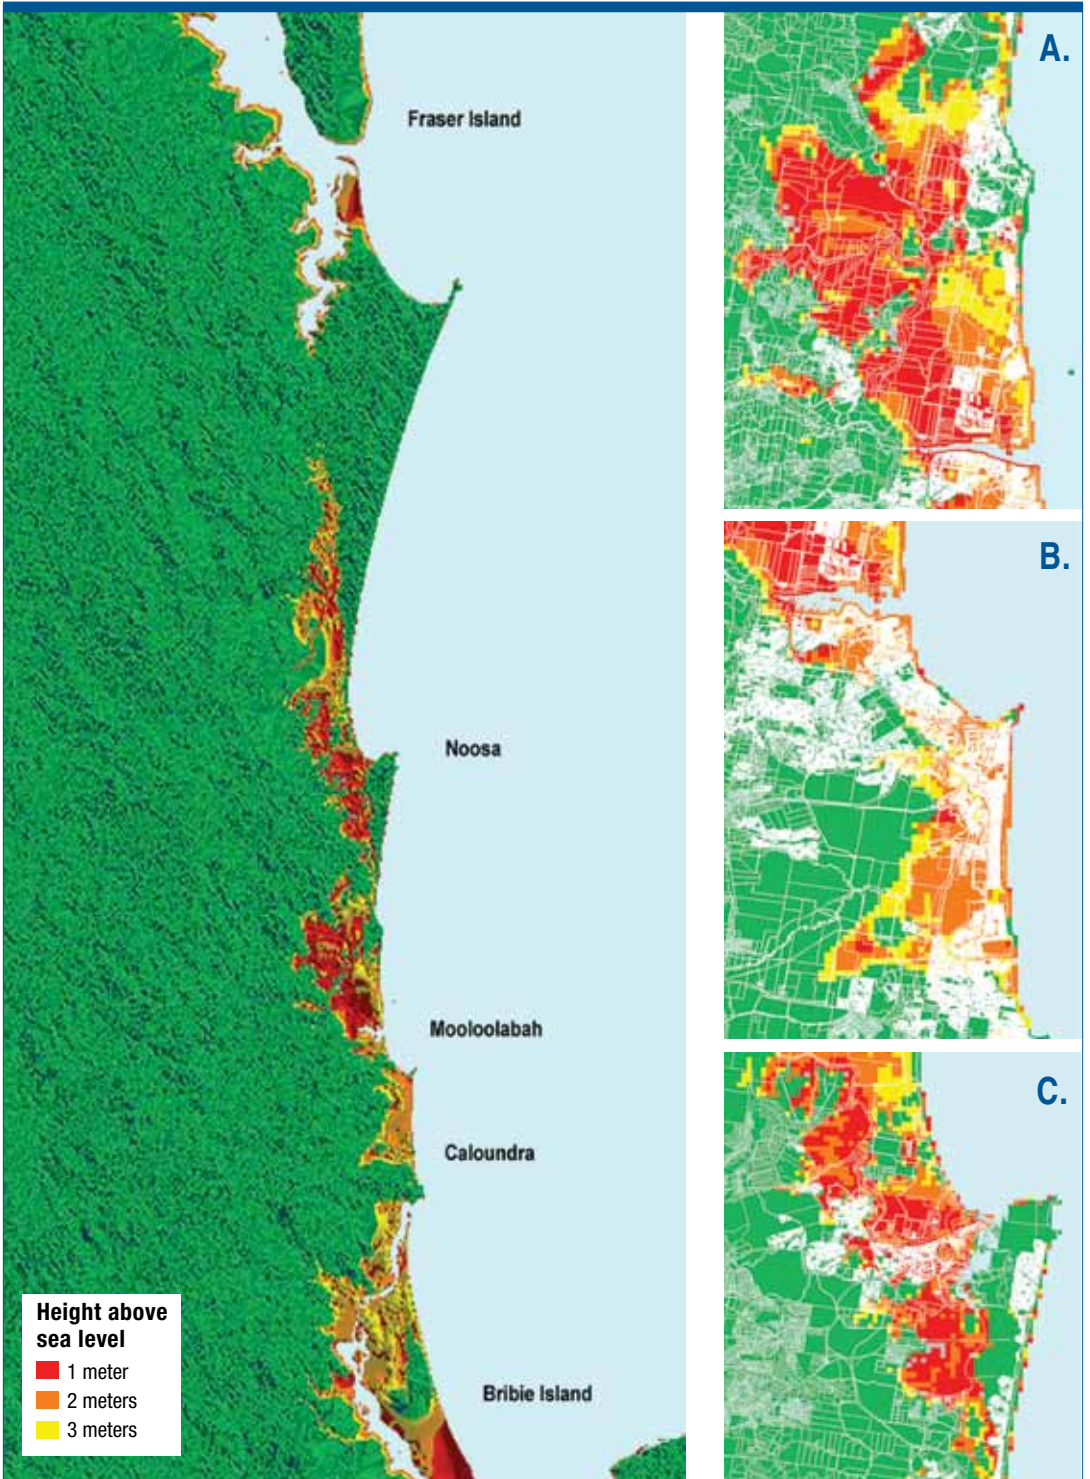 Fraser Island
Noosa
Mooloolabah
Caloundra
Bribie Island
Height above
sea level
1 meter
2 meters
3 meters
A.
B.
C.